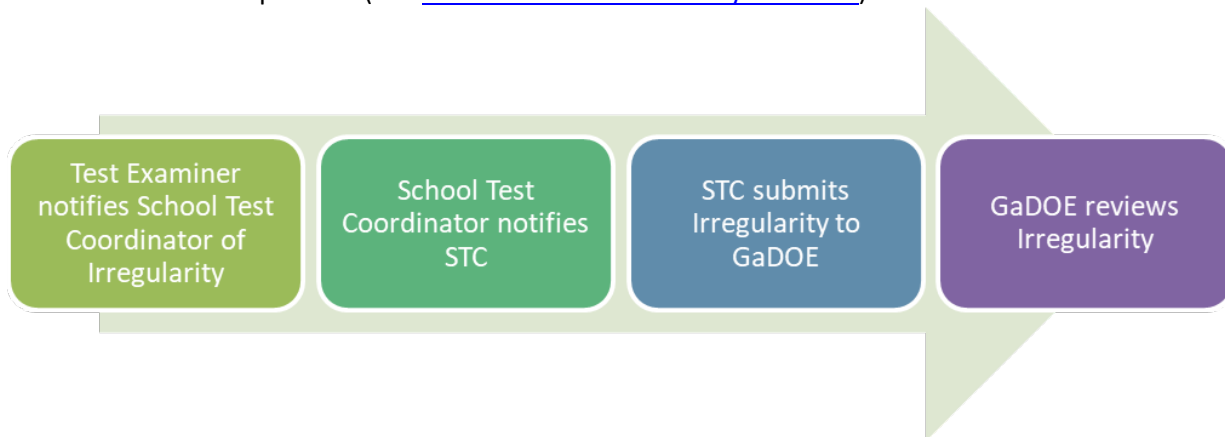 Test Examiner
notifies School Test
Coordinator of
Irregularity
School Test
Coordinator notifies
STC
STC submits
Irregularity to
GaDOE
GaDOE reviews
Irregularity